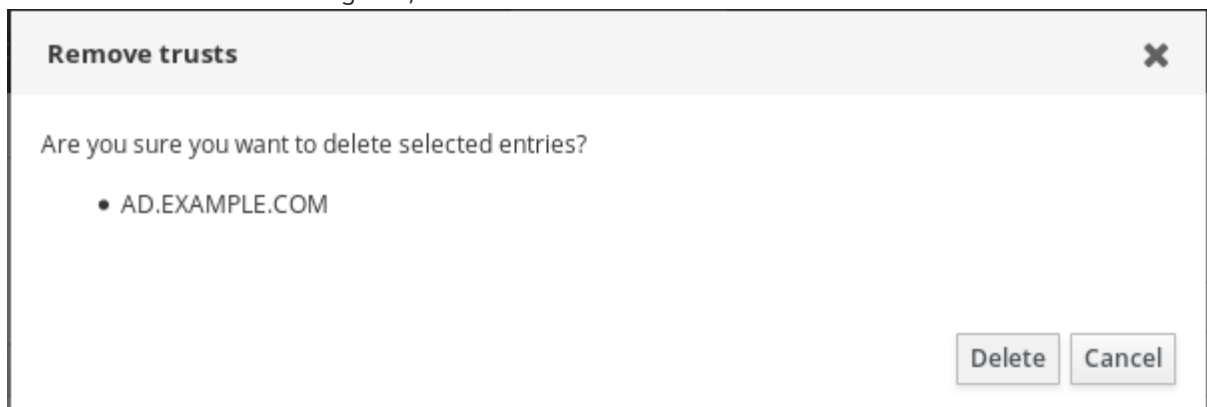 Remove trusts
Are you sure you want to delete selected entries?
• AD.EXAMPLE.COM
Delete Cancel